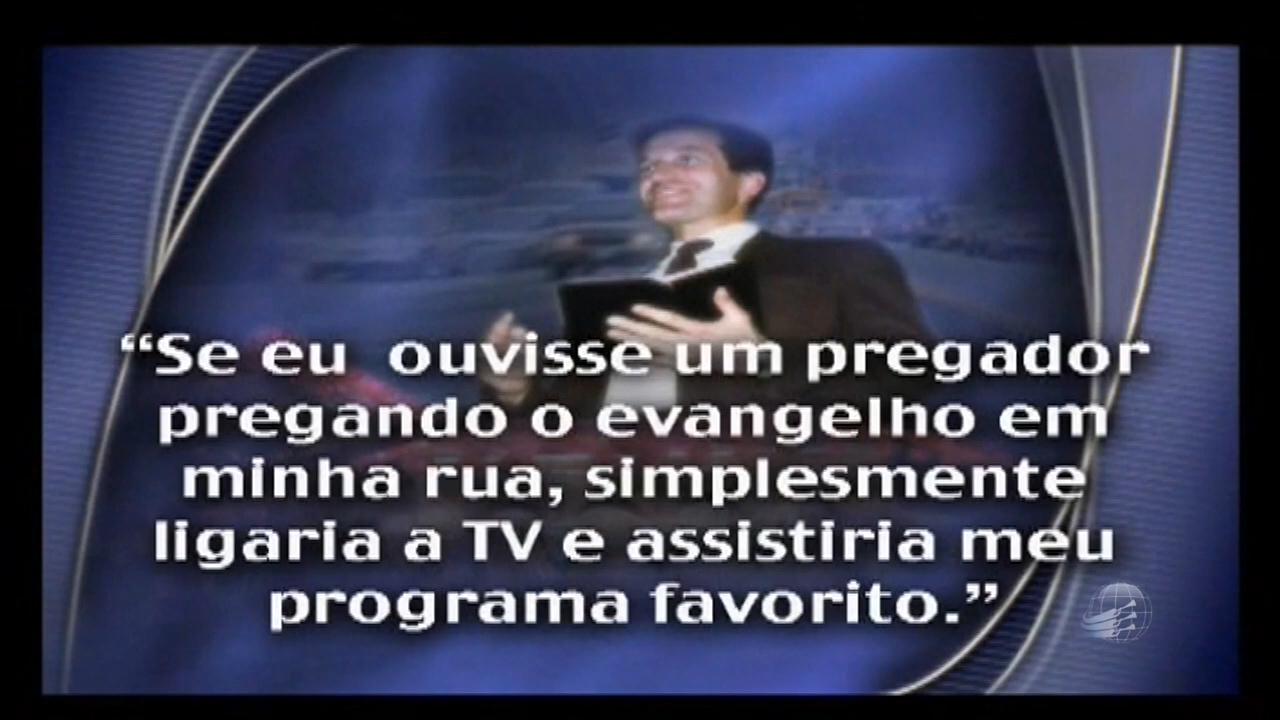 “Se eu ouvisse um pregador
pregando o evangelho em
minha rua, simplesmente
ligaria a TV e assistiria meu
programa favorito.”